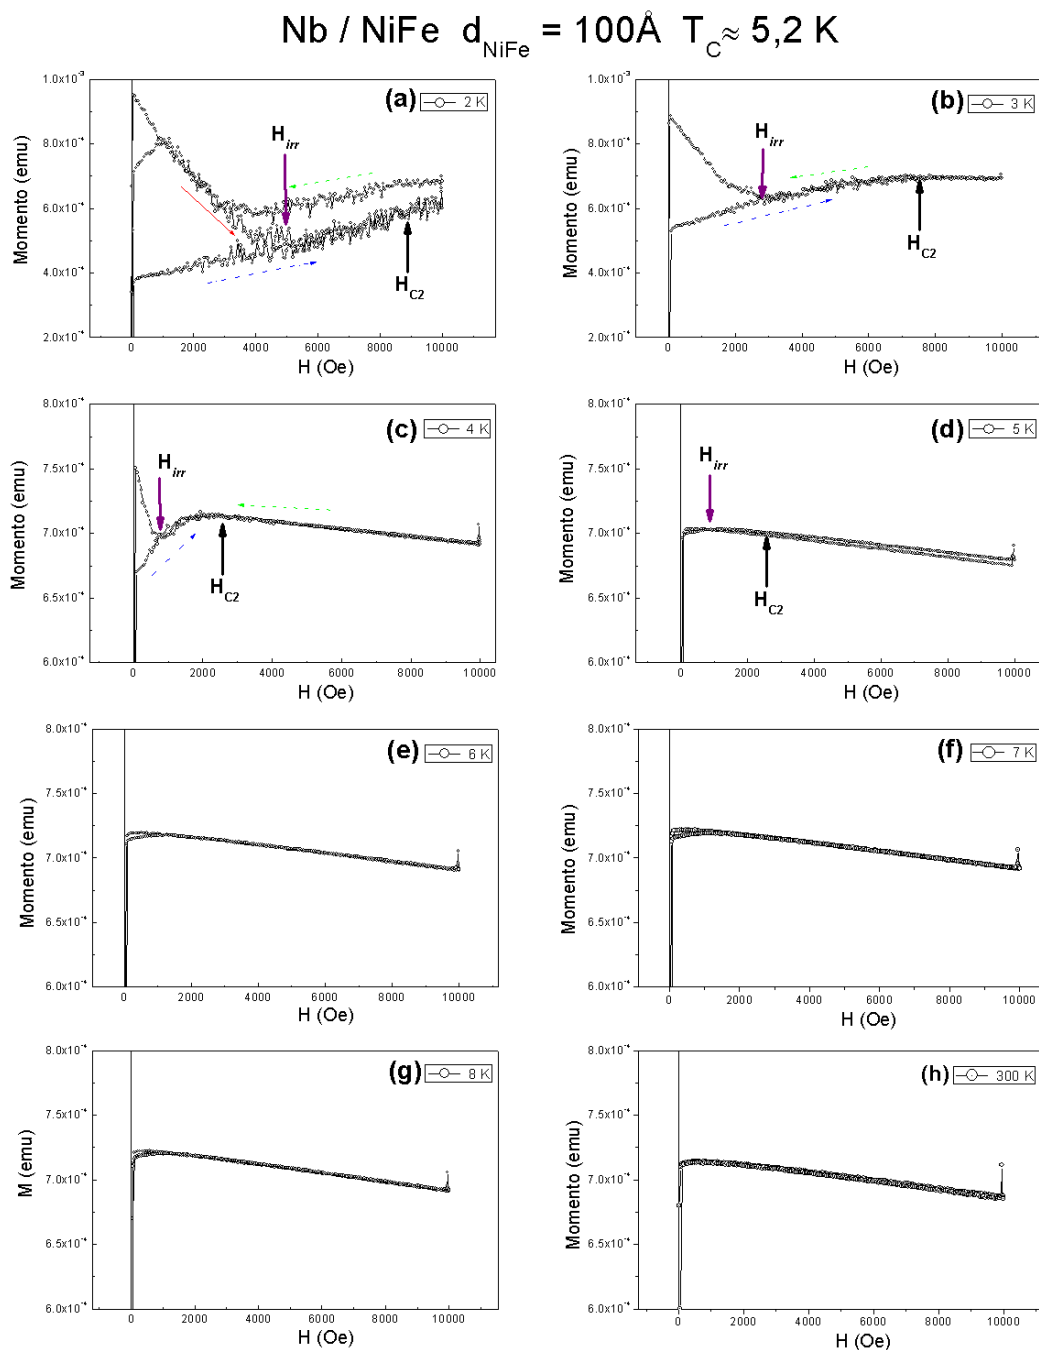 Nb / NiFe d_NiFe = 100Å T_C ≈ 5,2 K
(a) 2 K
1.0x10⁻³
8.0x10⁻⁴
6.0x10⁻⁴
4.0x10⁻⁴
2.0x10⁻⁴
Momento (emu)
H_irr
H_C2
0 2000 4000 6000 8000 10000
H (Oe)
(b) 3 K
1.0x10⁻³
8.0x10⁻⁴
6.0x10⁻⁴
4.0x10⁻⁴
2.0x10⁻⁴
Momento (emu)
H_irr
H_C2
0 2000 4000 6000 8000 10000
H (Oe)
(c) 4 K
8.0x10⁻⁴
7.5x10⁻⁴
7.0x10⁻⁴
6.5x10⁻⁴
6.0x10⁻⁴
Momento (emu)
H_irr
H_C2
0 2000 4000 6000 8000 10000
H (Oe)
(d) 5 K
8.0x10⁻⁴
7.5x10⁻⁴
7.0x10⁻⁴
6.5x10⁻⁴
6.0x10⁻⁴
Momento (emu)
H_irr
H_C2
0 2000 4000 6000 8000 10000
H (Oe)
(e) 6 K
8.0x10⁻⁴
7.5x10⁻⁴
7.0x10⁻⁴
6.5x10⁻⁴
6.0x10⁻⁴
Momento (emu)
0 2000 4000 6000 8000 10000
H (Oe)
(f) 7 K
8.0x10⁻⁴
7.5x10⁻⁴
7.0x10⁻⁴
6.5x10⁻⁴
6.0x10⁻⁴
Momento (emu)
0 2000 4000 6000 8000 10000
H (Oe)
(g) 8 K
8.0x10⁻⁴
7.5x10⁻⁴
7.0x10⁻⁴
6.5x10⁻⁴
6.0x10⁻⁴
M (emu)
0 2000 4000 6000 8000 10000
H (Oe)
(h) 300 K
8.0x10⁻⁴
7.5x10⁻⁴
7.0x10⁻⁴
6.5x10⁻⁴
6.0x10⁻⁴
Momento (emu)
0 2000 4000 6000 8000 10000
H (Oe)